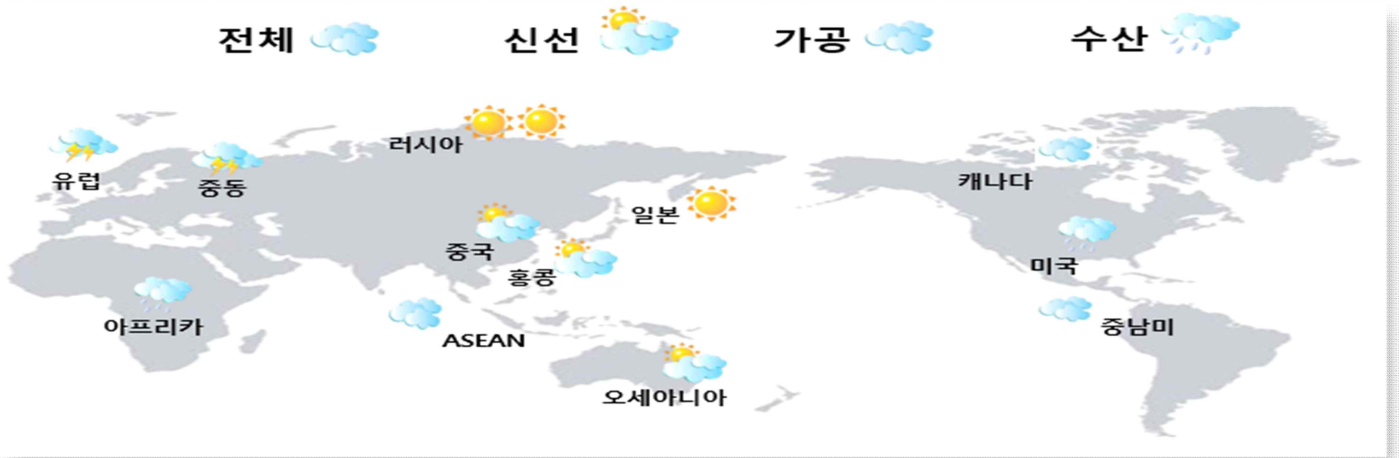 전체 신선 가공 수산
러시아
유럽
중동
캐나다
일본
중국
미국
홍콩
아프리카
중남미
ASEAN
오세아니아